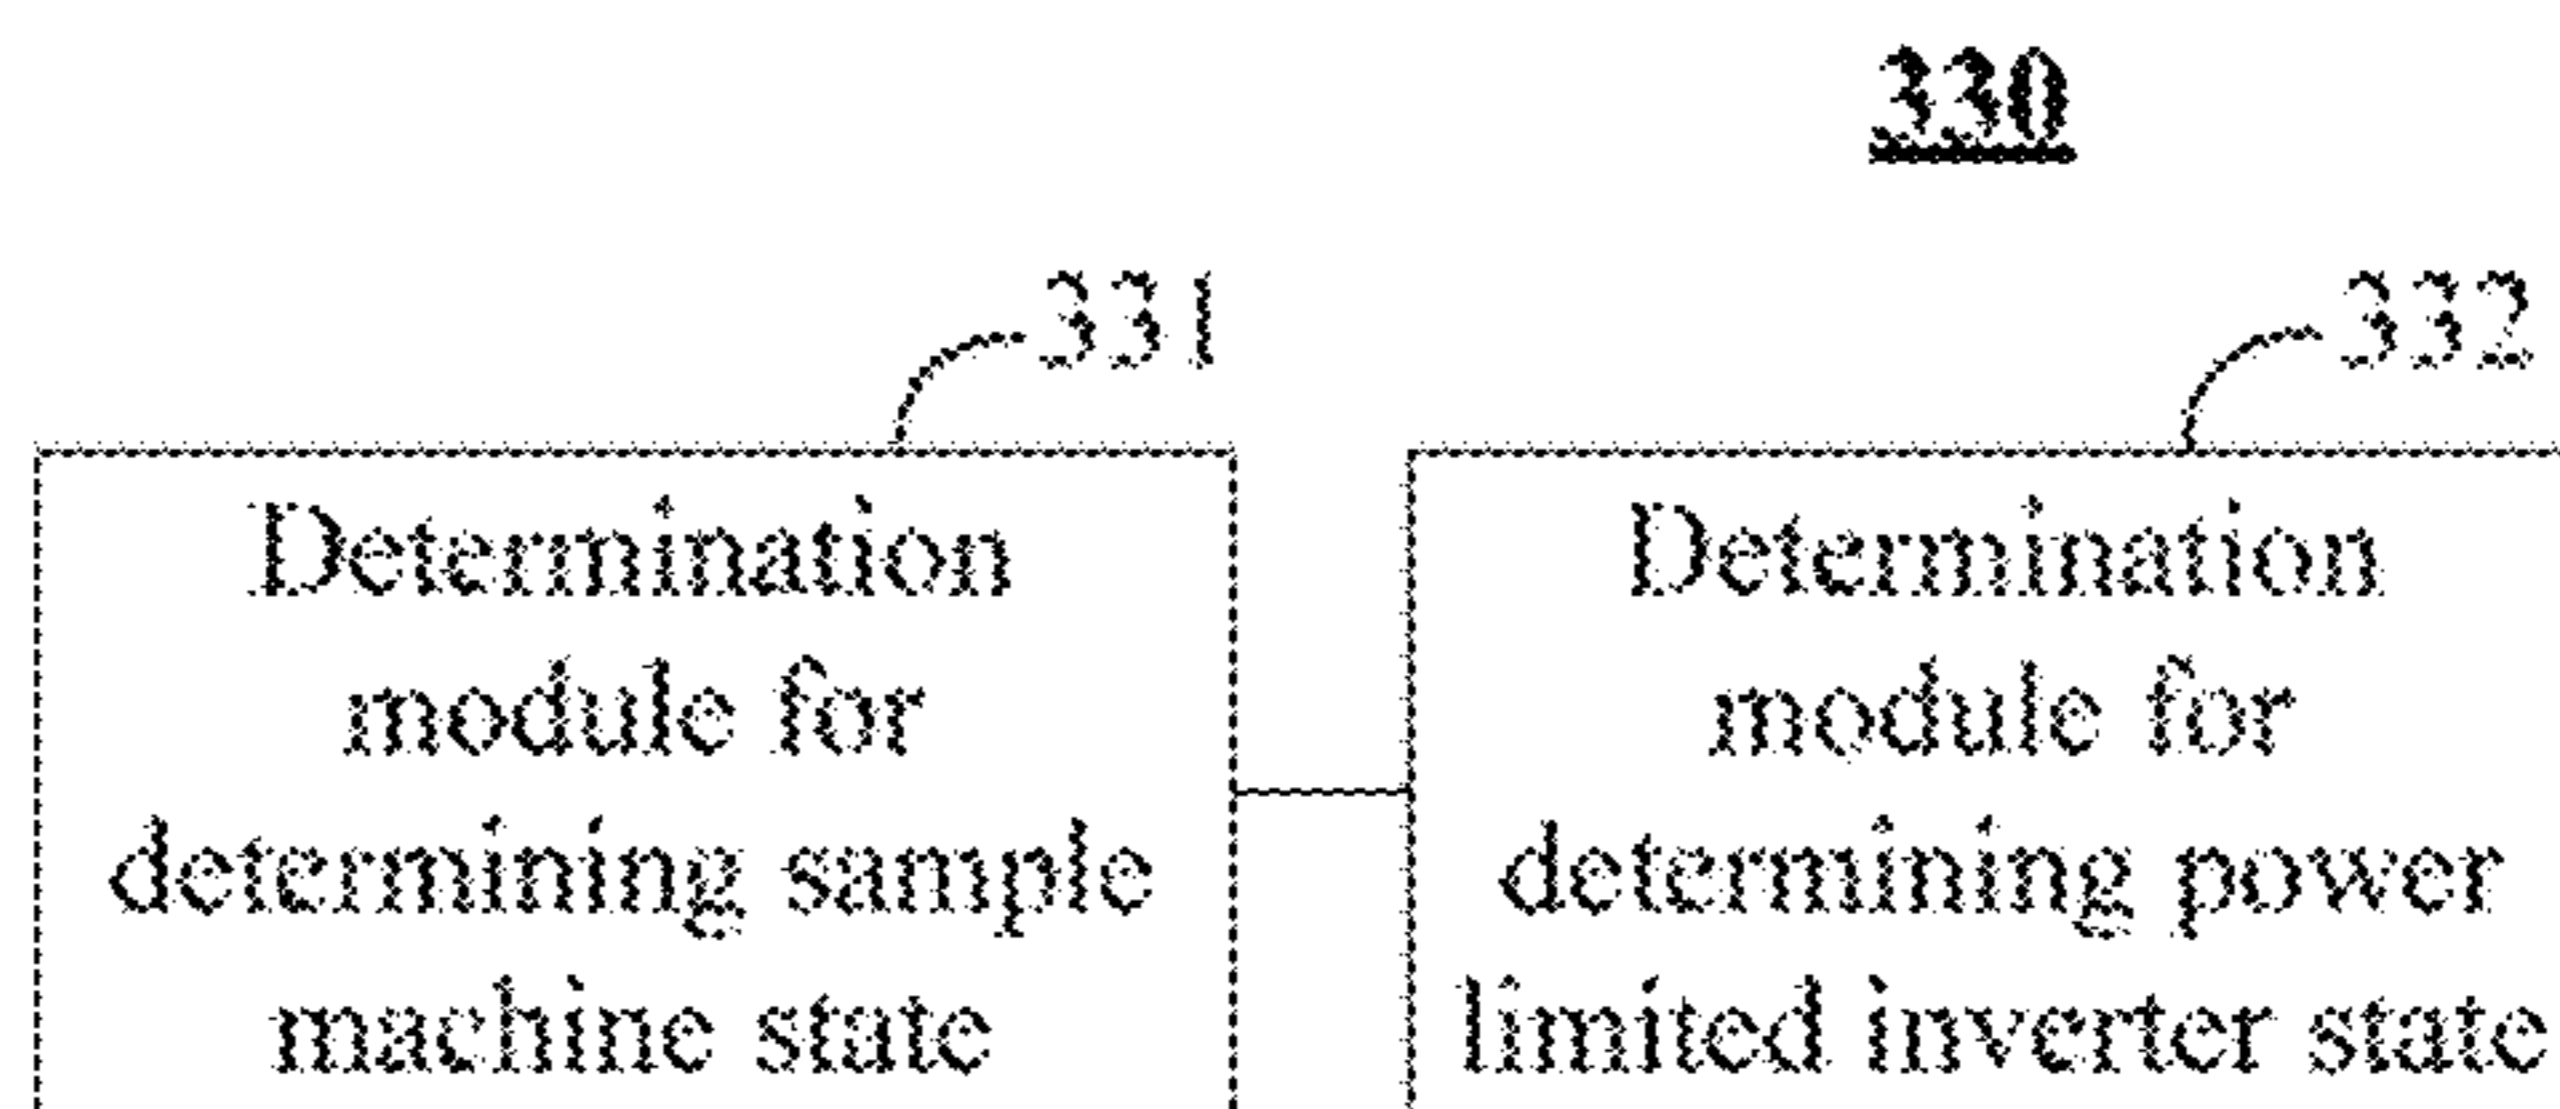 330
331
332
Determination
module for
determining sample
machine state
Determination
module for
determining power
limited inverter state